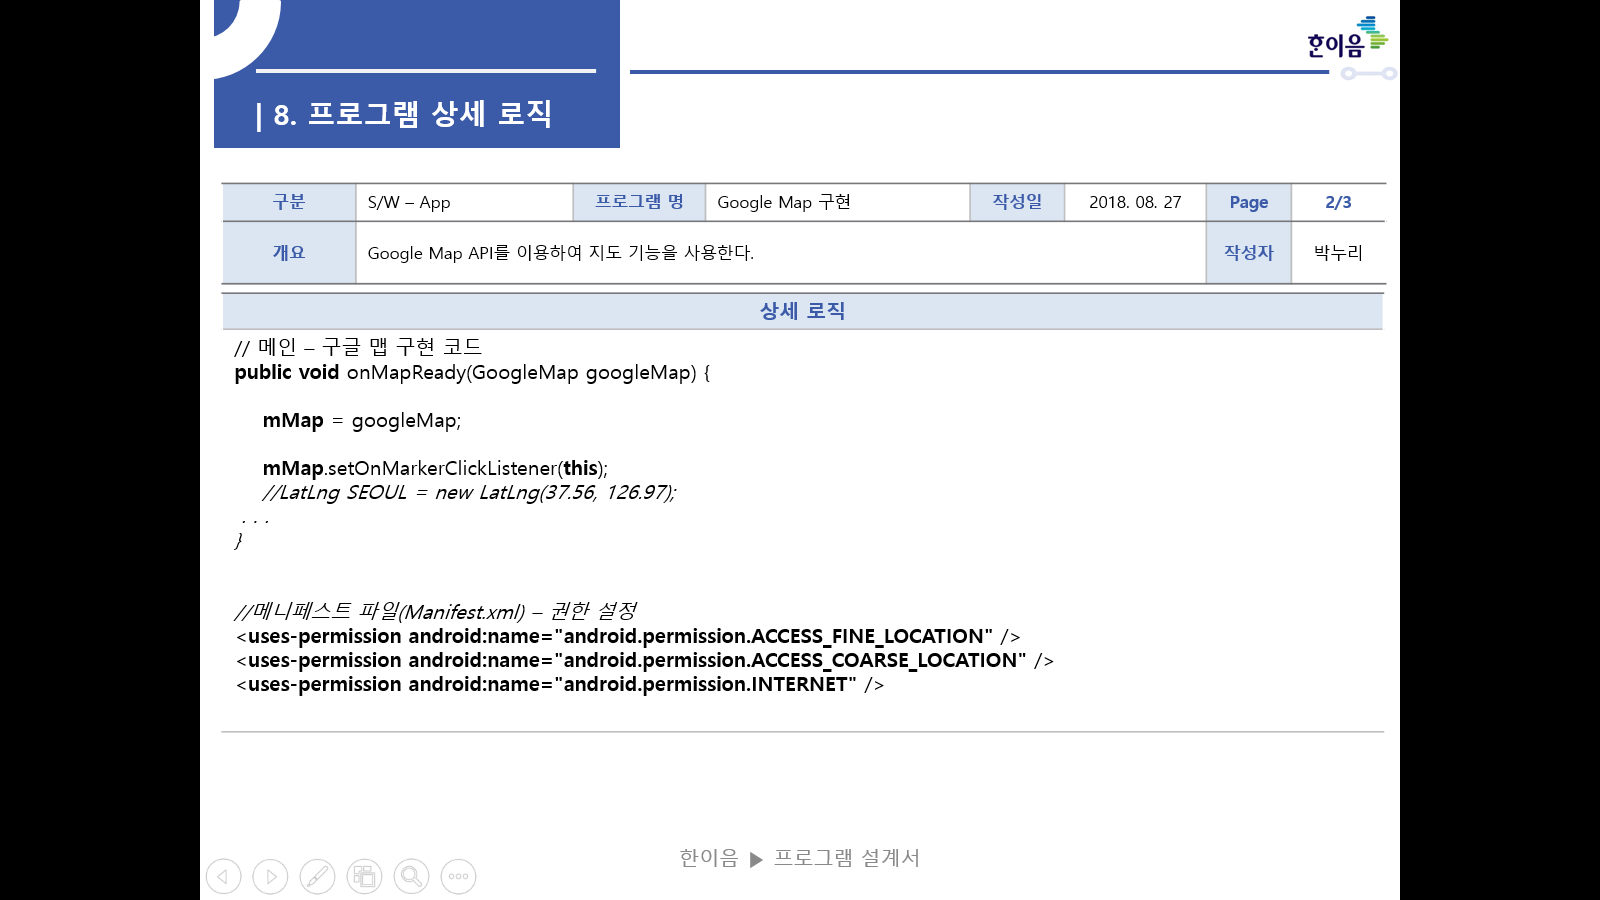 한이음
| 8. 프로그램 상세 로직
구분 S/W – App 프로그램 명 Google Map 구현 작성일 2018. 08. 27 Page 2/3
개요 Google Map API를 이용하여 지도 기능을 사용한다. 작성자 박누리
상세 로직
// 메인 – 구글 맵 구현 코드
public void onMapReady(GoogleMap googleMap) {
mMap = googleMap;
mMap.setOnMarkerClickListener(this);
//LatLng SEOUL = new LatLng(37.56, 126.97);
. . .
}
//메니페스트 파일(Manifest.xml) – 권한 설정
<uses-permission android:name="android.permission.ACCESS_FINE_LOCATION" />
<uses-permission android:name="android.permission.ACCESS_COARSE_LOCATION" />
<uses-permission android:name="android.permission.INTERNET" />
한이음 ▶ 프로그램 설계서